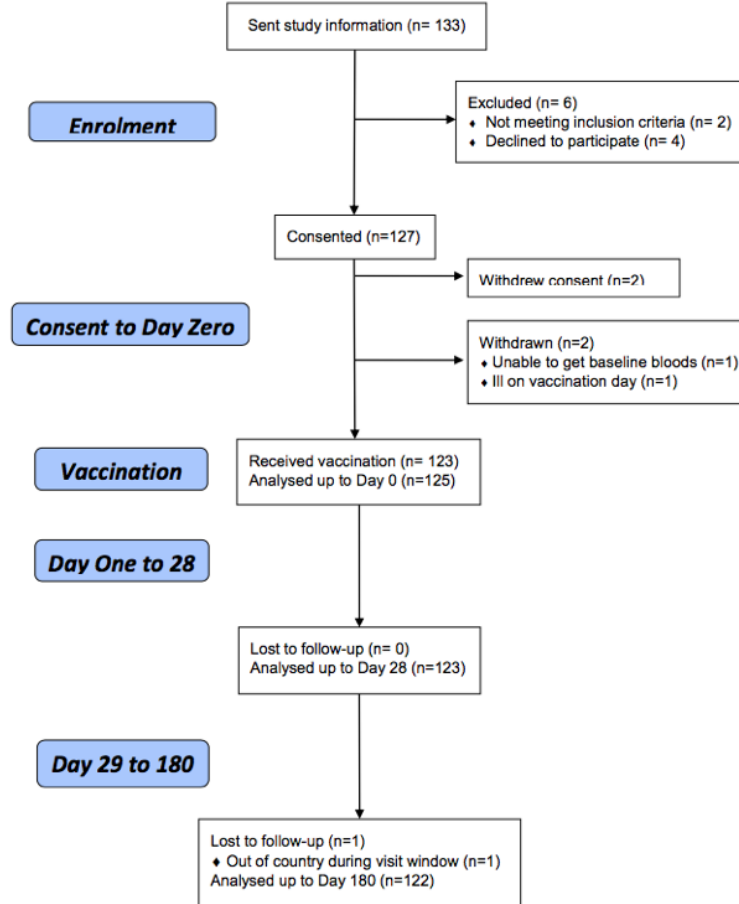 Sent study information (n= 133)
Enrolment
Excluded (n= 6)
♦ Not meeting inclusion criteria (n= 2)
♦ Declined to participate (n= 4)
Consented (n=127)
Withdrew consent (n=2)
Consent to Day Zero
Withdrawn (n=2)
♦ Unable to get baseline bloods (n=1)
♦ Ill on vaccination day (n=1)
Vaccination
Received vaccination (n= 123)
Analysed up to Day 0 (n=125)
Day One to 28
Lost to follow-up (n= 0)
Analysed up to Day 28 (n=123)
Day 29 to 180
Lost to follow-up (n=1)
♦ Out of country during visit window (n=1)
Analysed up to Day 180 (n=122)